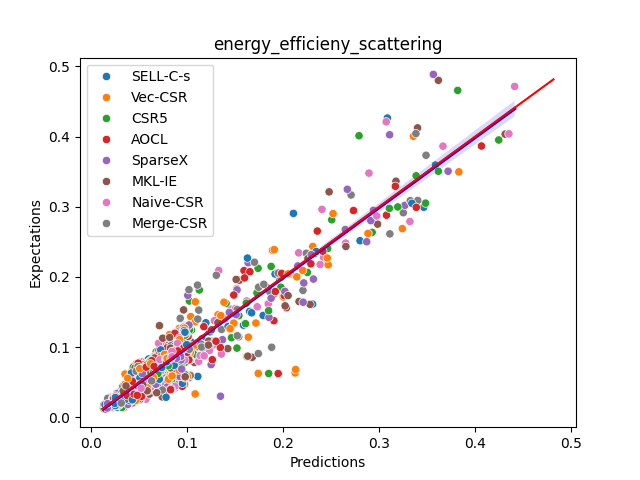 energy_efficieny_scattering
SELL-C-s
Vec-CSR
CSR5
AOCL
SparseX
MKL-IE
Naive-CSR
Merge-CSR
Expectations
0.5
0.4
0.3
0.2
0.1
0.0
0.0 0.1 0.2 0.3 0.4 0.5
Predictions